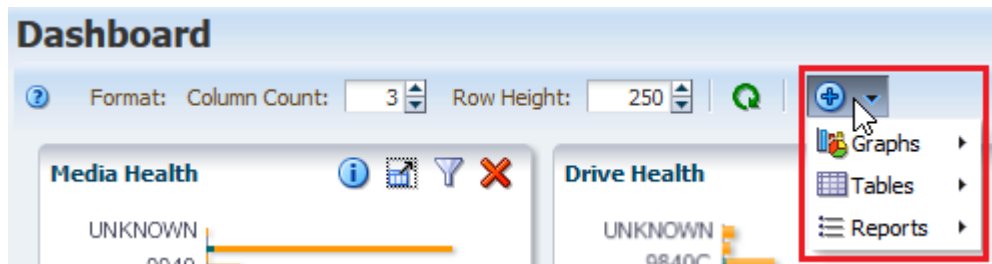 Dashboard
Format: Column Count: 3 Row Height: 250
Graphs
Tables
Reports
Media Health
Drive Health
UNKNOWN
UNKNOWN
9840C